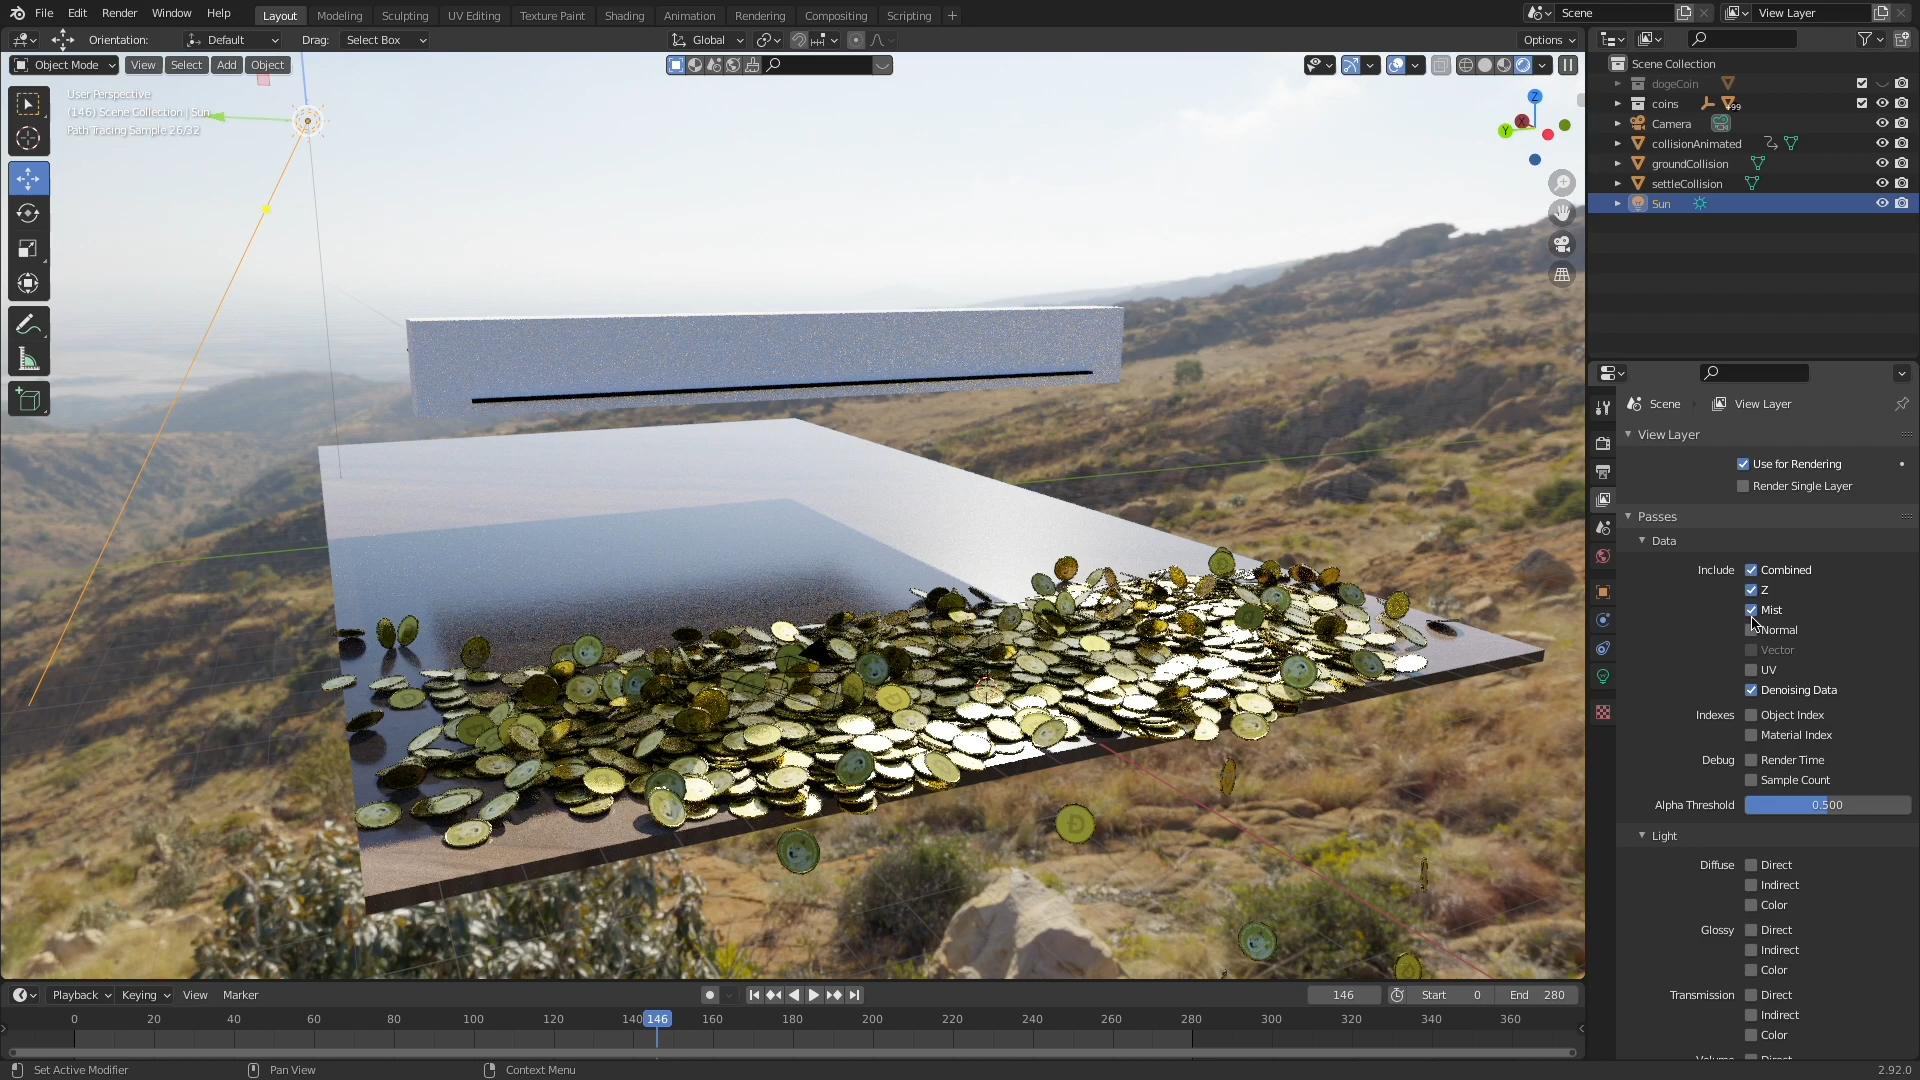 File Edit Render Window Help
Layout Modeling Sculpting UV Editing Texture Paint Shading Animation Rendering Compositing Scripting +
Scene
View Layer
Orientation: Default Drag: Select Box
Global
Options
Object Mode View Select Add Object
User Perspective
(146) Scene Collection | Sun
Path Tracing Sample 26/32
Z
X
Y
Scene Collection
dogeCoin
coins +99
Camera
collisionAnimated
groundCollision
settleCollision
Sun
Scene View Layer
View Layer
Use for Rendering
Render Single Layer
Passes
Data
Include Combined
Z
Mist
Normal
Vector
UV
Denoising Data
Indexes Object Index
Material Index
Debug Render Time
Sample Count
Alpha Threshold 0.500
Light
Diffuse Direct
Indirect
Color
Glossy Direct
Indirect
Color
Transmission Direct
Indirect
Color
Playback Keying View Marker
146 Start 0 End 280
0 20 40 60 80 100 120 140 146 160 180 200 220 240 260 280 300 320 340 360
Set Active Modifier Pan View Context Menu 2.92.0